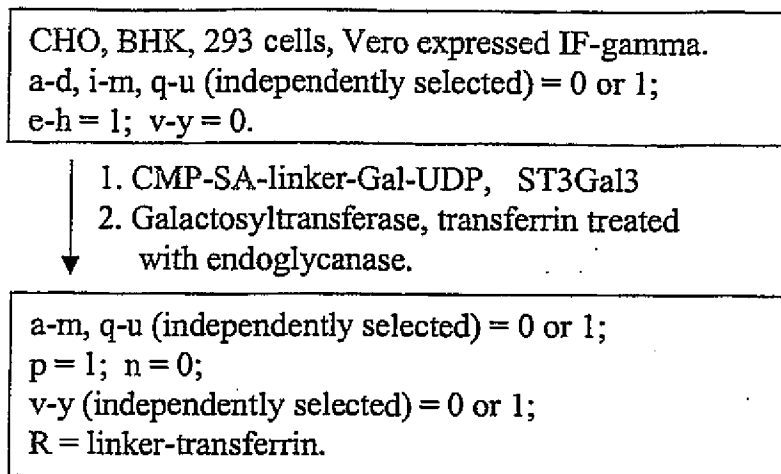 CHO, BHK, 293 cells, Vero expressed IF-gamma.
a-d, i-m, q-u (independently selected) = 0 or 1;
e-h = 1; v-y = 0.
1. CMP-SA-linker-Gal-UDP, ST3Gal3
2. Galactosyltransferase, transferrin treated
with endoglycanase.
a-m, q-u (independently selected) = 0 or 1;
p = 1; n = 0;
v-y (independently selected) = 0 or 1;
R = linker-transferrin.